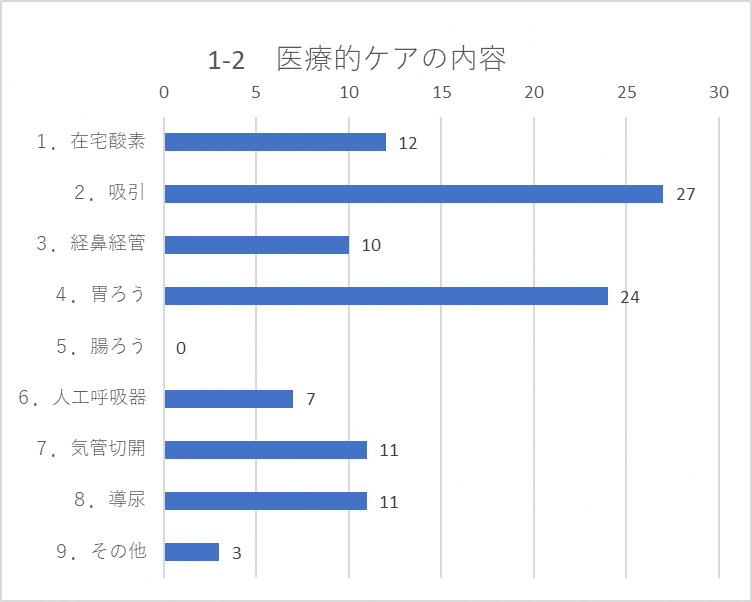 1-2　医療的ケアの内容
0 5 10 15 20 25 30
１．在宅酸素 12
２．吸引 27
３．経鼻経管 10
４．胃ろう 24
５．腸ろう 0
６．人工呼吸器 7
７．気管切開 11
８．導尿 11
９．その他 3